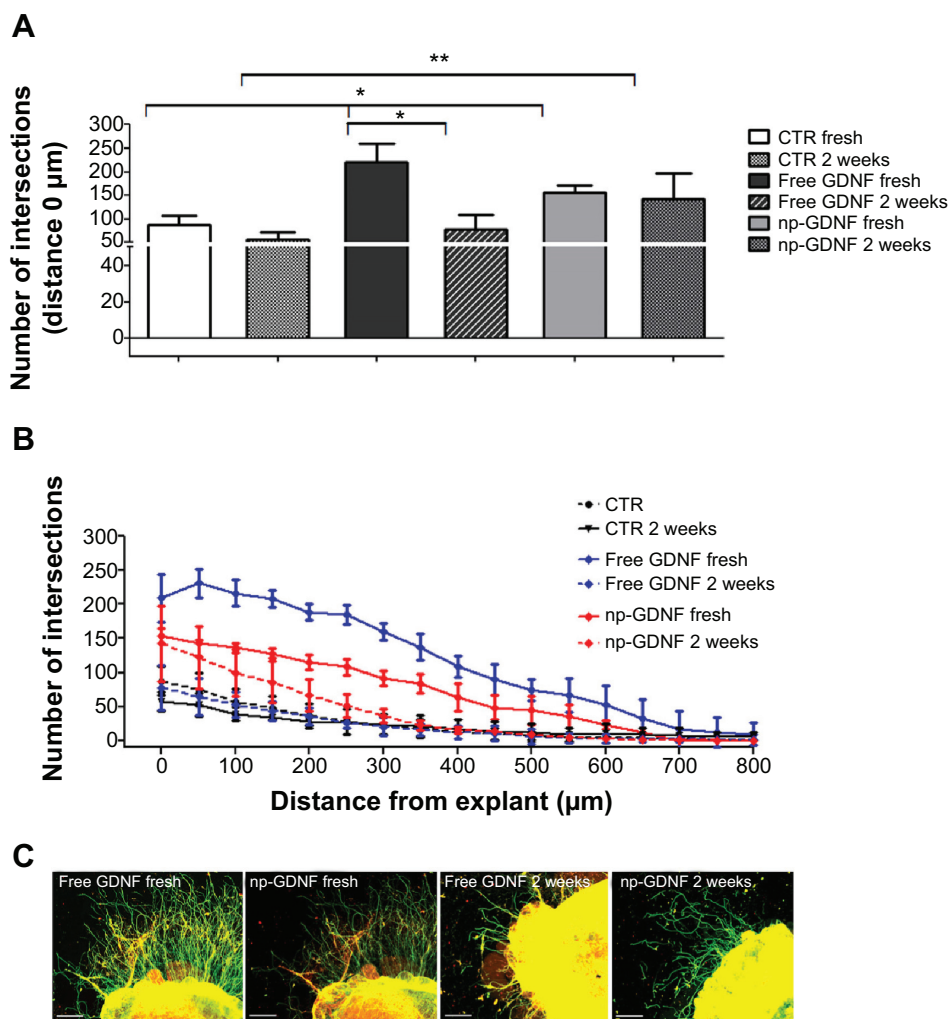 A
**
*
*
Number of intersections
(distance 0 µm)
300
250
200
150
100
50
40
20
0
CTR fresh
CTR 2 weeks
Free GDNF fresh
Free GDNF 2 weeks
np-GDNF fresh
np-GDNF 2 weeks
B
Number of intersections
300
250
200
150
100
50
0
CTR
CTR 2 weeks
Free GDNF fresh
Free GDNF 2 weeks
np-GDNF fresh
np-GDNF 2 weeks
0 100 200 300 400 500 600 700 800
Distance from explant (µm)
C
Free GDNF fresh
np-GDNF fresh
Free GDNF 2 weeks
np-GDNF 2 weeks